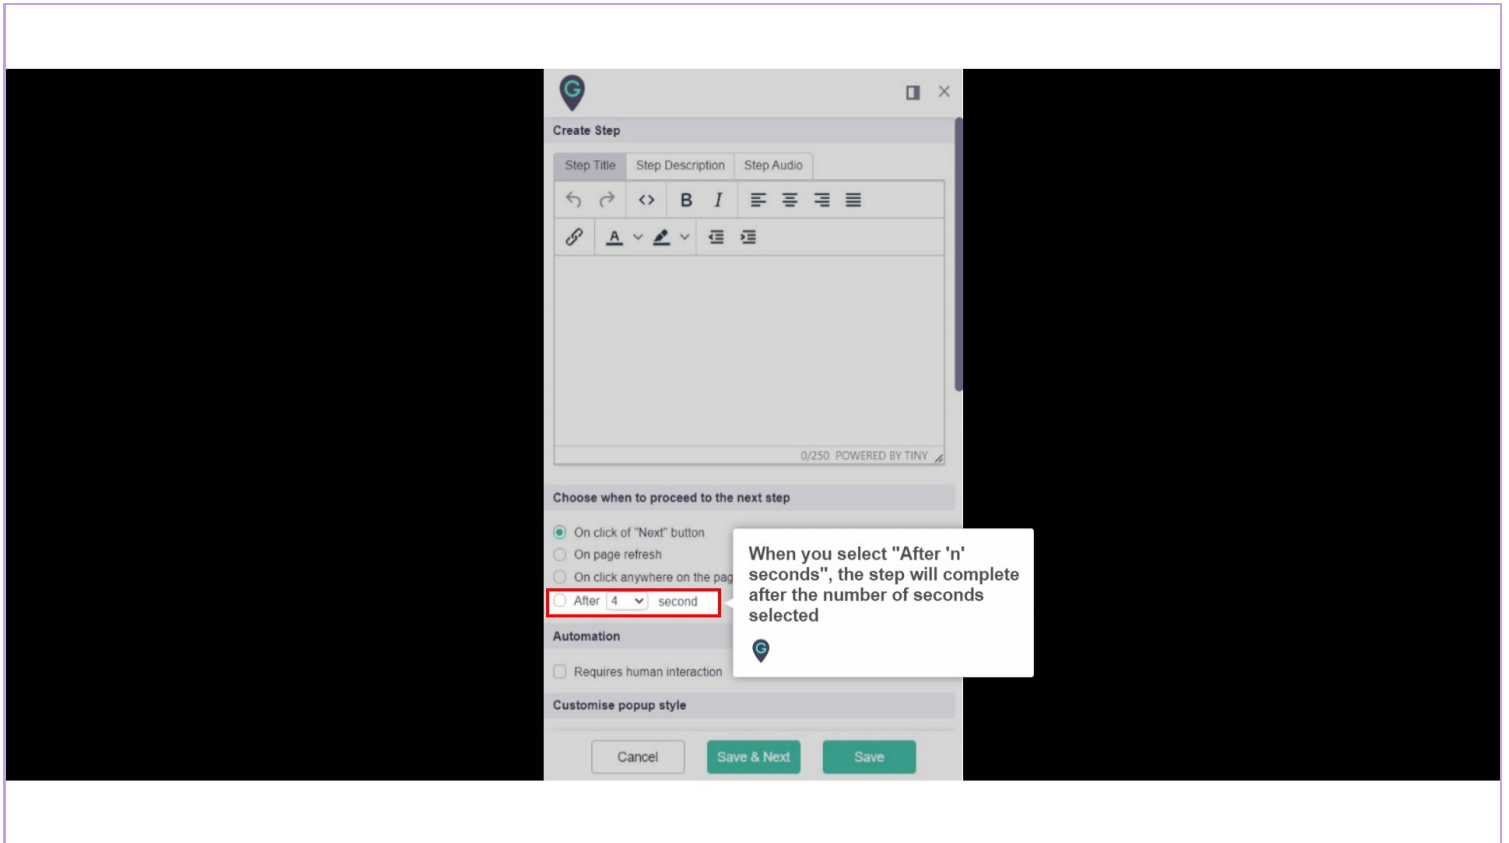 G
Create Step
Step Title Step Description Step Audio
B I
A
0/250 POWERED BY TINY
Choose when to proceed to the next step
On click of "Next" button
On page refresh
On click anywhere on the pag
After 4 second
When you select "After 'n'
seconds", the step will complete
after the number of seconds
selected
G
Automation
Requires human interaction
Customise popup style
Cancel Save & Next Save